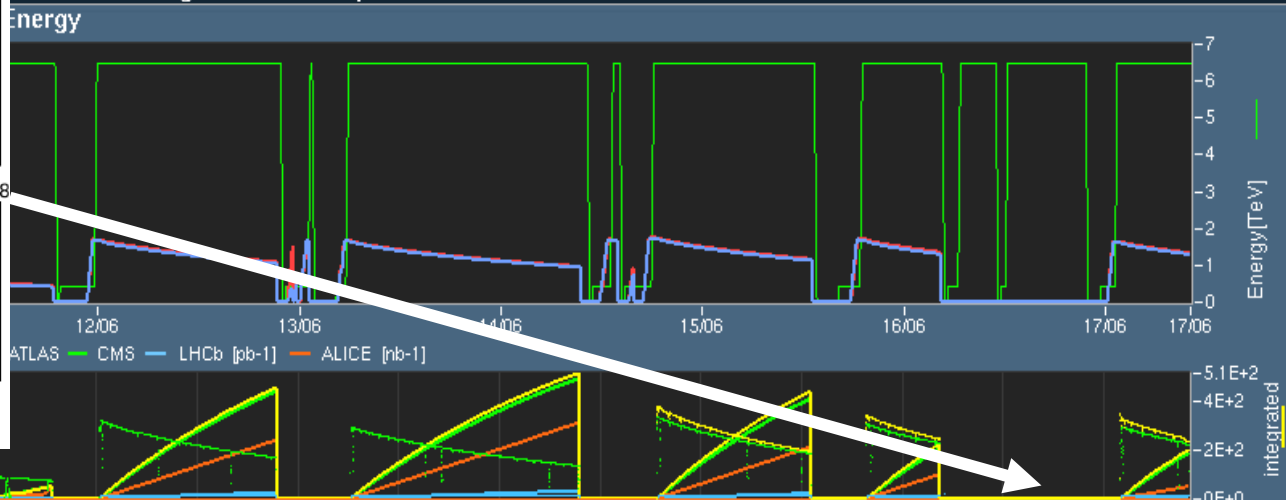 Energy
7
6
5
4
3
2
1
0
Energy[TeV]
8
12/06 13/06 14/06 15/06 16/06 17/06 17/06
ATLAS CMS LHCb [pb-1] ALICE [nb-1]
5.1E+2
4E+2
2E+2
0E+0
integrated